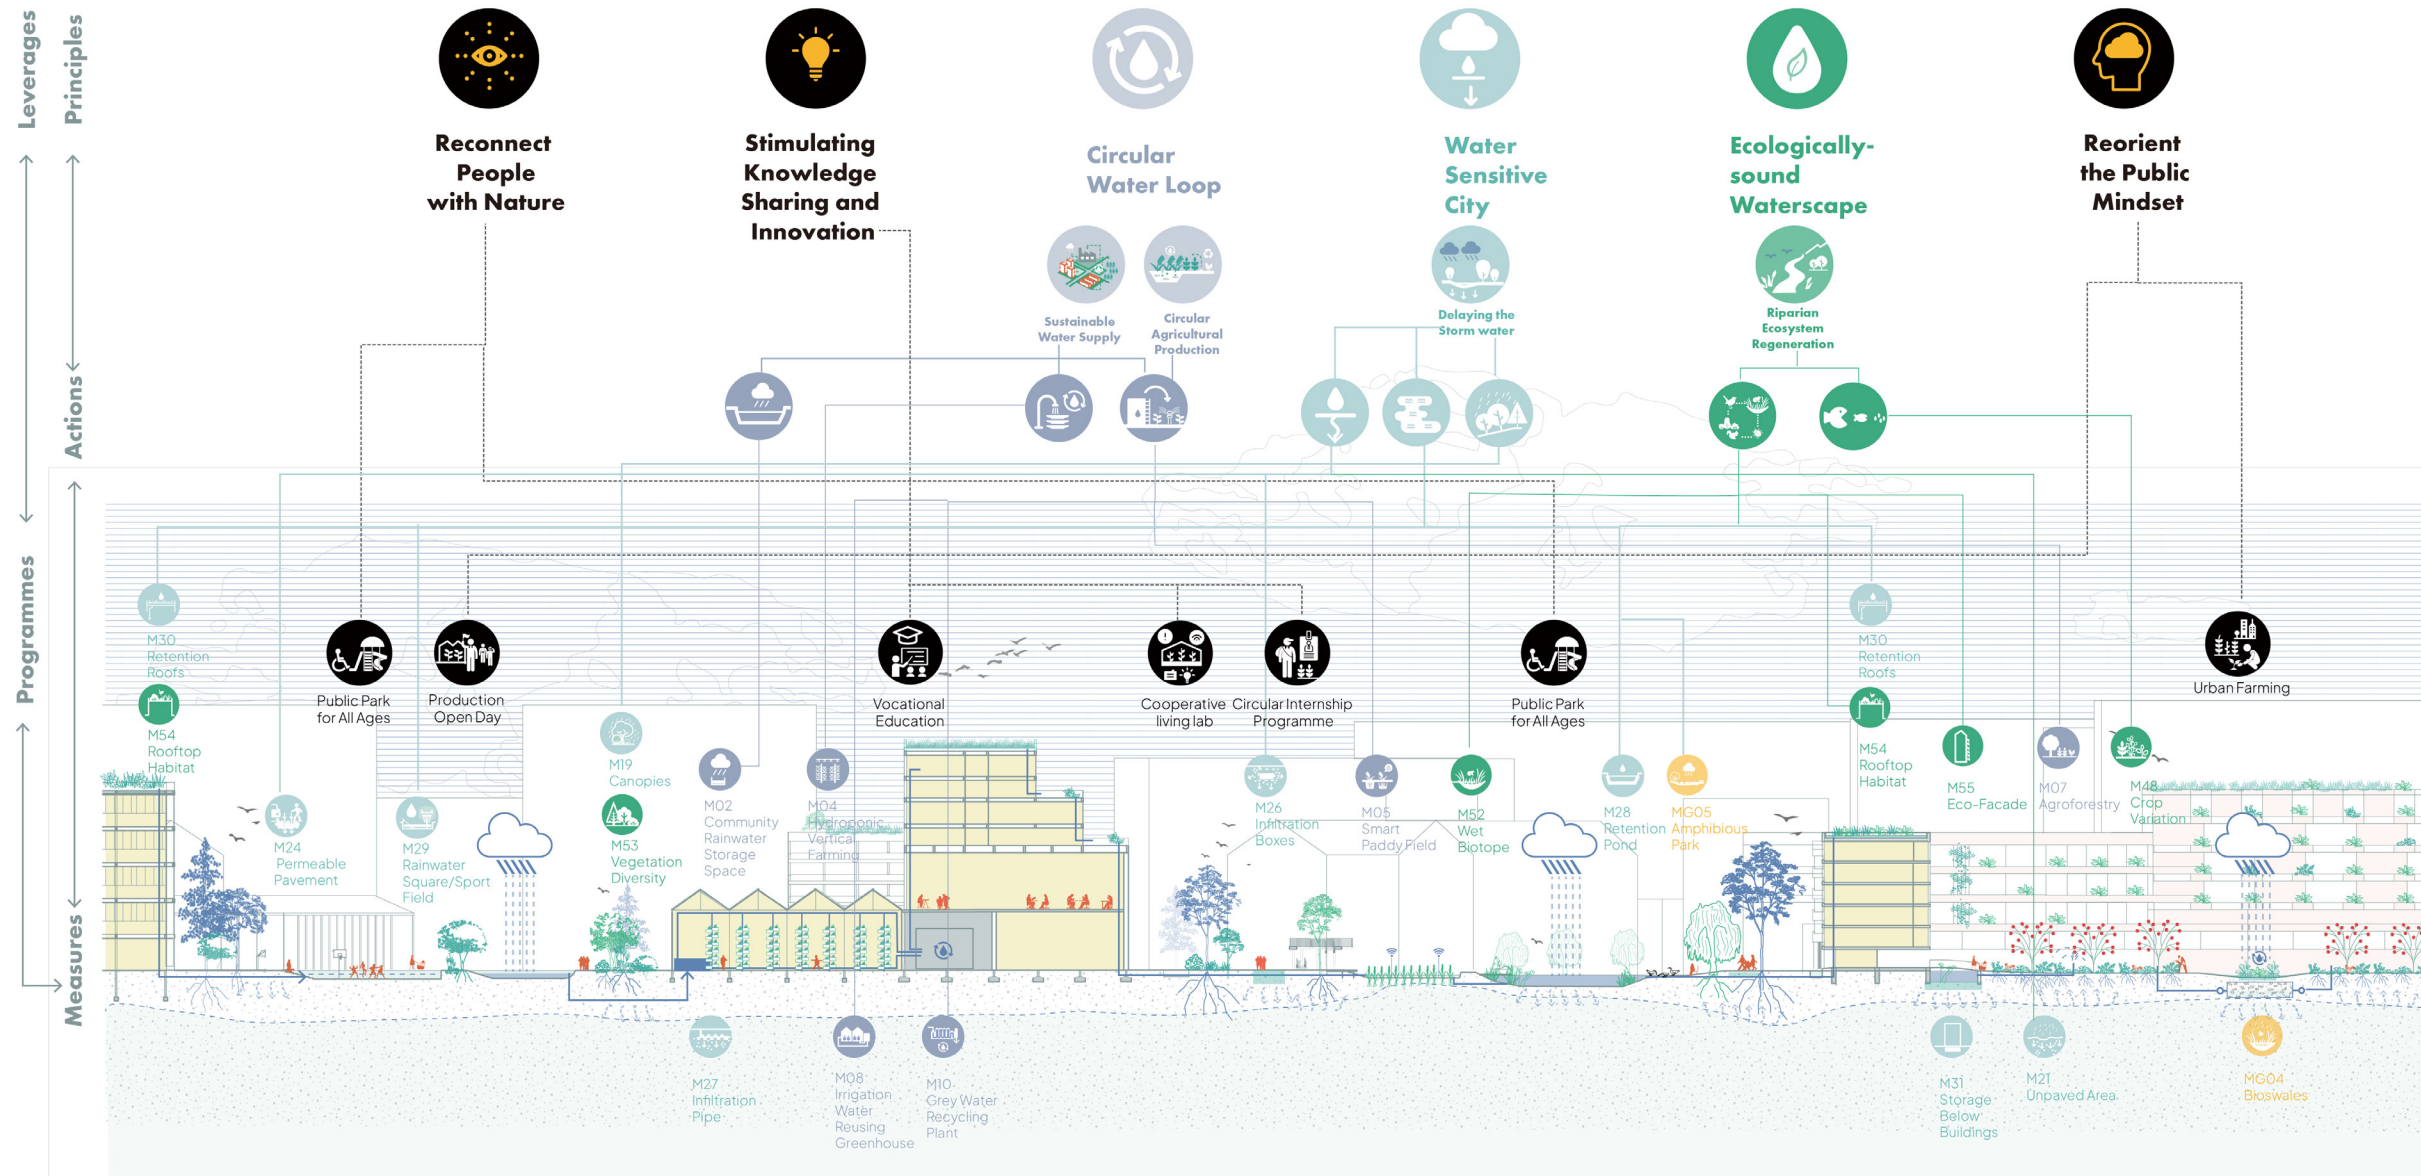 Leverages
Principles
Actions
Programmes
Measures
Reconnect
People
with Nature
Stimulating
Knowledge
Sharing and
Innovation
Circular
Water Loop
Water
Sensitive
City
Ecologically-
sound
Waterscape
Reorient
the Public
Mindset
Sustainable
Water Supply
Circular
Agricultural
Production
Delaying the
Storm water
Riparian
Ecosystem
Regeneration
M30
Retention
Roofs
M54
Rooftop
Habitat
Public Park
for All Ages
Production
Open Day
Vocational
Education
Cooperative
living lab
Circular Internship
Programme
Public Park
for All Ages
M30
Retention
Roofs
Urban Farming
M24
Permeable
Pavement
M29
Rainwater
Square/Sport
Field
M19
Canopies
M53
Vegetation
Diversity
M02
Community
Rainwater
Storage
Space
M04
Hydroponic
Vertical
Farming
M26
Infiltration
Boxes
M05
Smart
Paddy Field
M52
Wet
Biotope
M28
Retention
Pond
MG05
Amphibious
Park
M54
Rooftop
Habitat
M55
Eco-Facade
M07
Agroforestry
M48
Crop
Variation
M27
Infiltration
Pipe
M08
Irrigation
Water
Reusing
Greenhouse
M10
Grey Water
Recycling
Plant
M31
Storage
Below
Buildings
M21
Unpaved Area
MG04
Bioswales